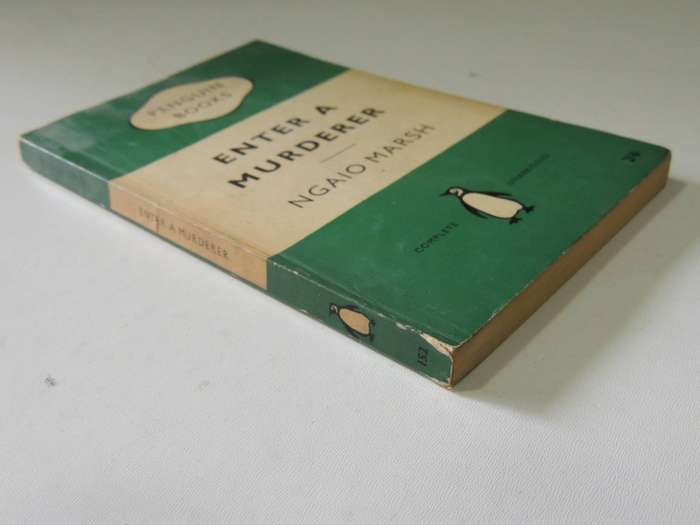 PENGUIN
BOOKS
ENTER A
MURDERER
NGAIO MARSH
COMPLETE
UNABRIDGED
2/6
ENTER A MURDERER
152